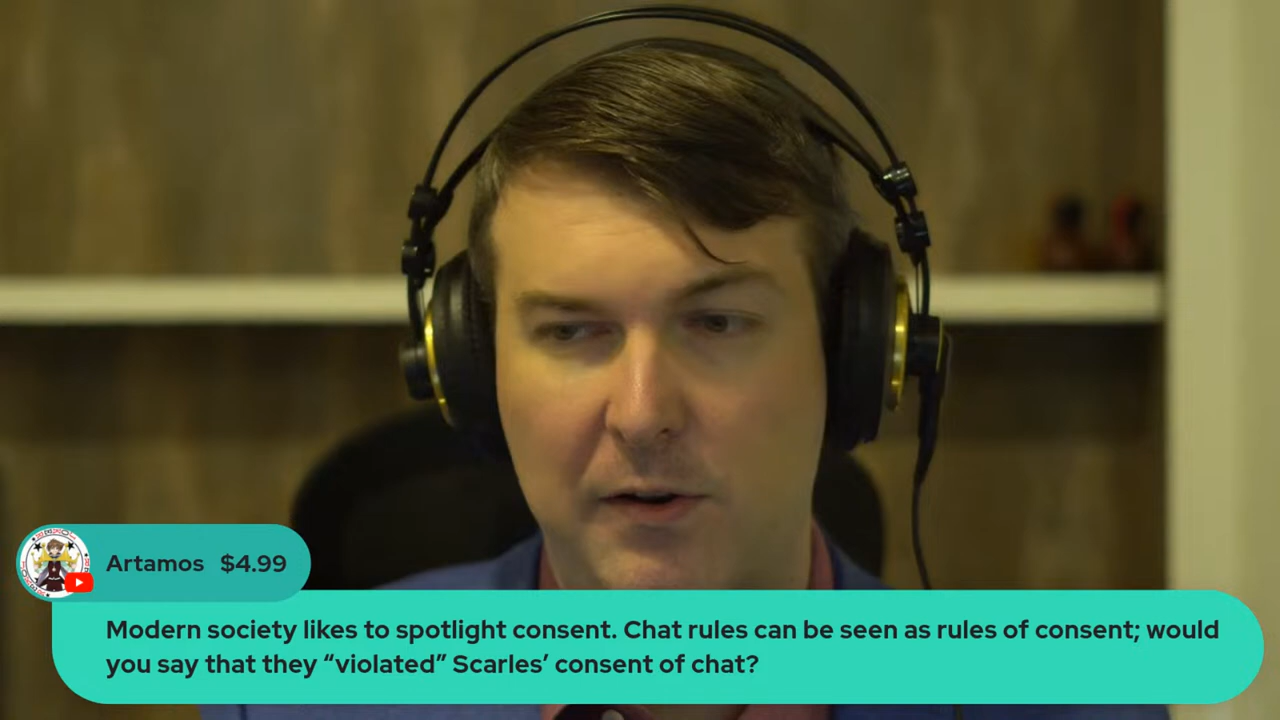 Artamos $4.99
Modern society likes to spotlight consent. Chat rules can be seen as rules of consent; would
you say that they “violated” Scarles’ consent of chat?